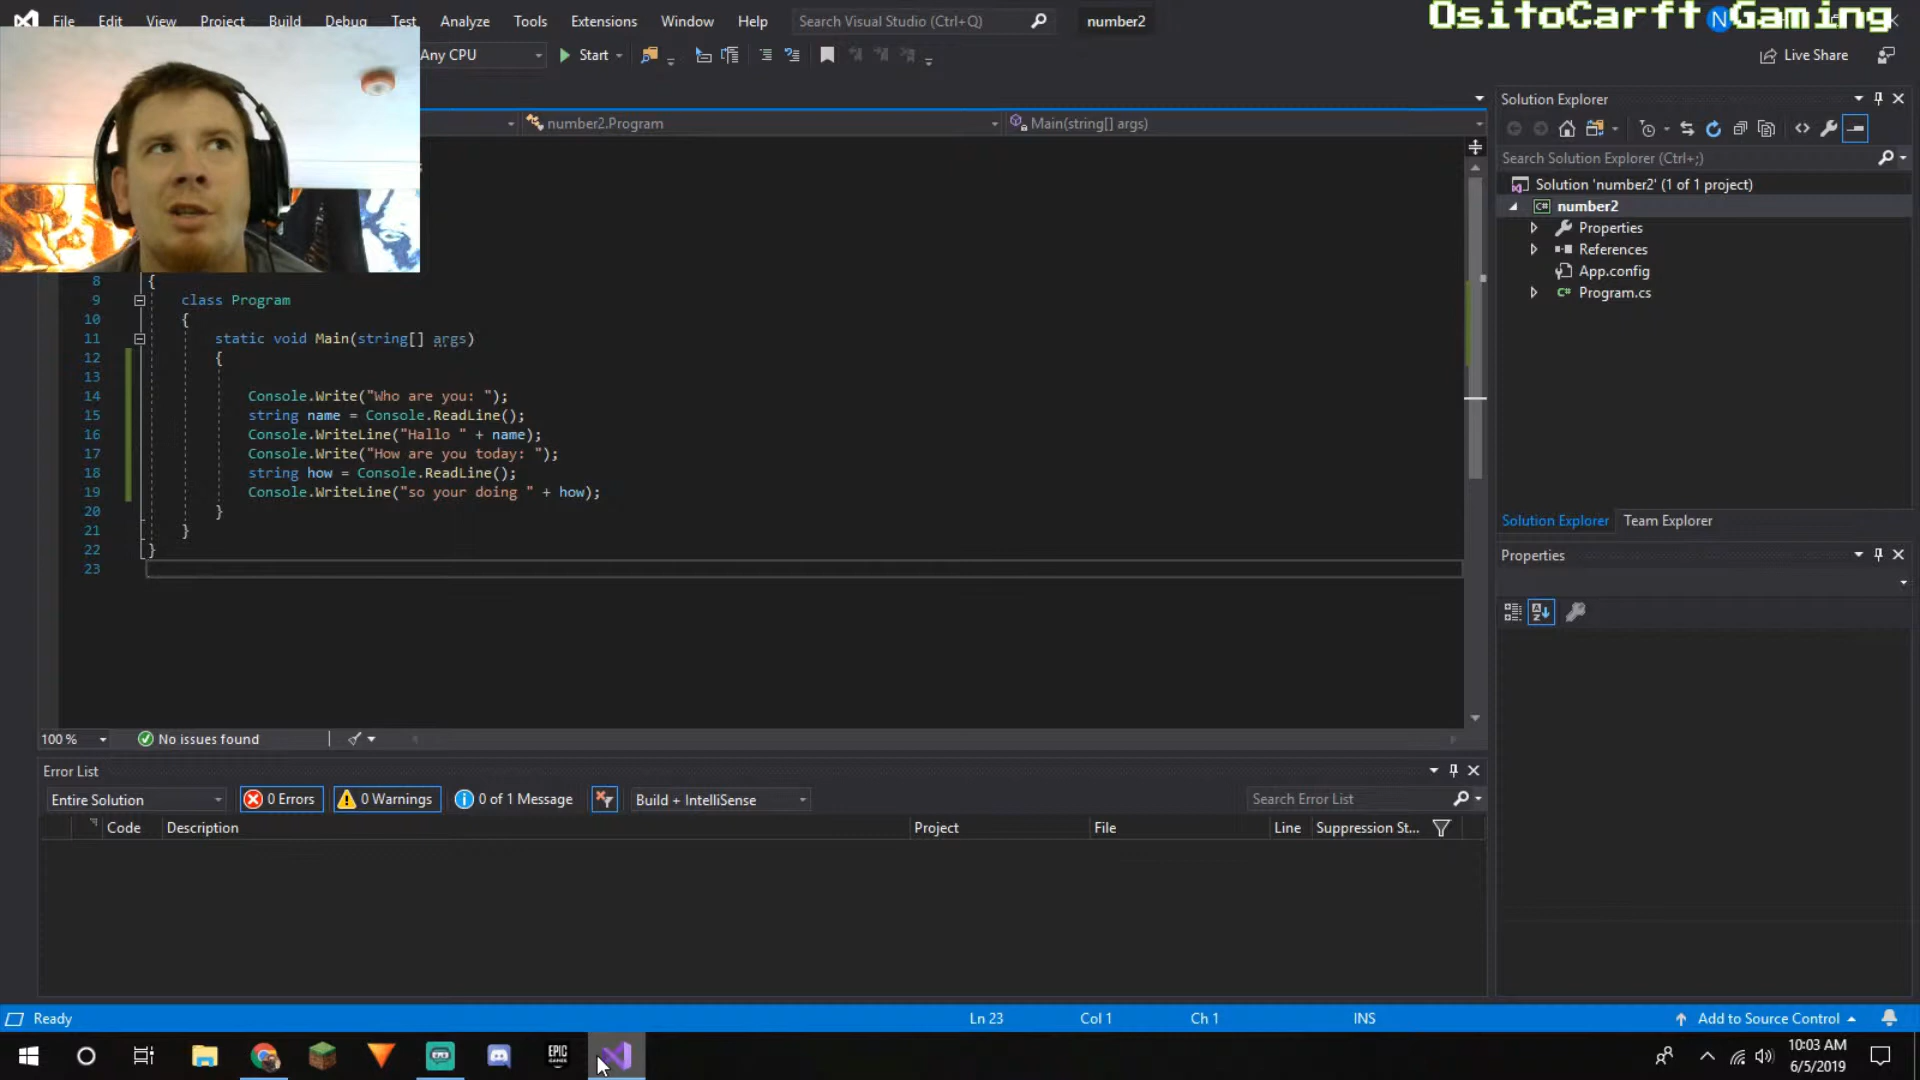 File Edit View Project Build Debug Test Analyze Tools Extensions Window Help Search Visual Studio (Ctrl+Q) number2
OsitoCarft Gaming
Any CPU Start Live Share
number2.Program Main(string[] args)
8 {
9 class Program
10 {
11 static void Main(string[] args)
12 {
13
14 Console.Write("Who are you: ");
15 string name = Console.ReadLine();
16 Console.WriteLine("Hallo " + name);
17 Console.Write("How are you today: ");
18 string how = Console.ReadLine();
19 Console.WriteLine("so your doing " + how);
20 }
21 }
22 }
23
100 % No issues found
Error List
Entire Solution 0 Errors 0 Warnings 0 of 1 Message Build + IntelliSense Search Error List
Code Description Project File Line Suppression St...
Solution Explorer
Search Solution Explorer (Ctrl+;)
Solution 'number2' (1 of 1 project)
C# number2
Properties
References
App.config
C# Program.cs
Solution Explorer Team Explorer
Properties
Ready Ln 23 Col 1 Ch 1 INS Add to Source Control
EPIC GAMES
10:03 AM
6/5/2019